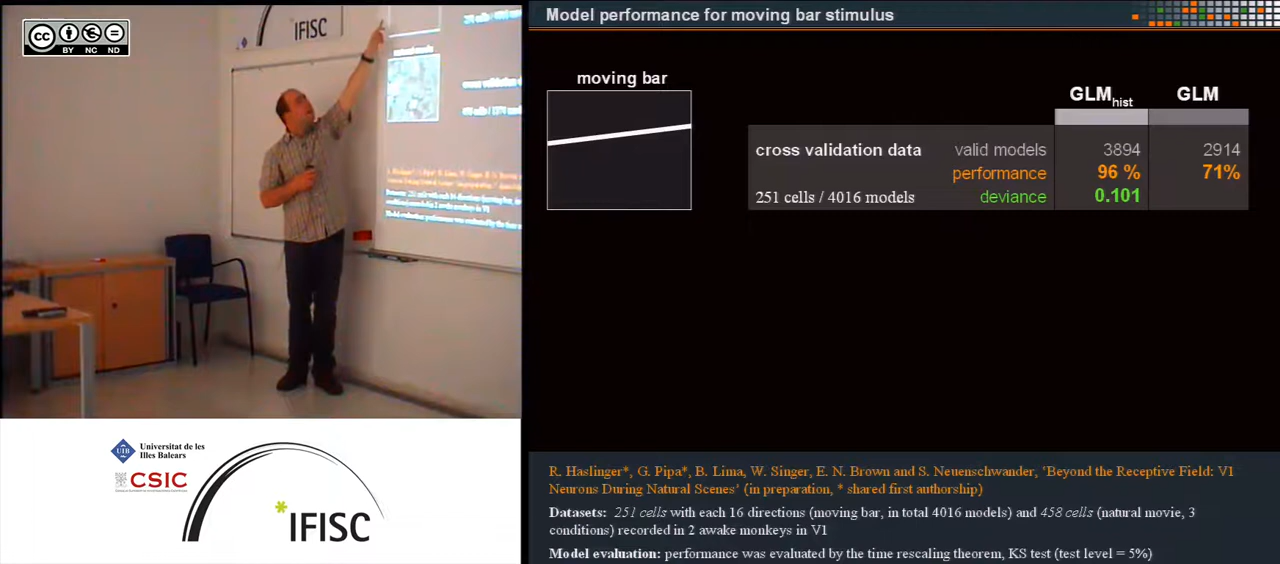 cc
BY NC ND
IFISC
Universitat de les
Illes Balears
UIB
CSIC
*IFISC
Model performance for moving bar stimulus
moving bar
GLMhist GLM
cross validation data valid models 3894 2914
performance 96 % 71%
251 cells / 4016 models deviance 0.101
R. Haslinger*, G. Pipa*, B. Lima, W. Singer, E. N. Brown and S. Neuenschwander, 'Beyond the Receptive Field: V1
Neurons During Natural Scenes' (in preparation, * shared first authorship)
Datasets: 251 cells with each 16 directions (moving bar, in total 4016 models) and 458 cells (natural movie, 3
conditions) recorded in 2 awake monkeys in V1
Model evaluation: performance was evaluated by the time rescaling theorem, KS test (test level = 5%)